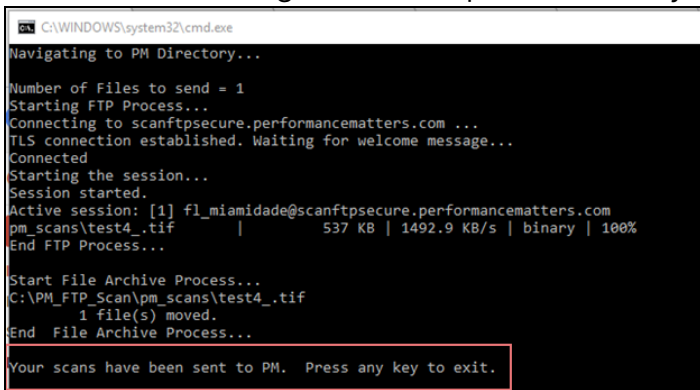 C:\WINDOWS\system32\cmd.exe
Navigating to PM Directory...
Number of Files to send = 1
Starting FTP Process...
Connecting to scanftpsecure.performancematters.com ...
TLS connection established. Waiting for welcome message...
Connected
Starting the session...
Session started.
Active session: [1] fl_miamidade@scanftpsecure.performancematters.com
pm_scans\test4_.tif | 537 KB | 1492.9 KB/s | binary | 100%
End FTP Process...
Start File Archive Process...
C:\PM_FTP_Scan\pm_scans\test4_.tif
1 file(s) moved.
End File Archive Process...
Your scans have been sent to PM. Press any key to exit.